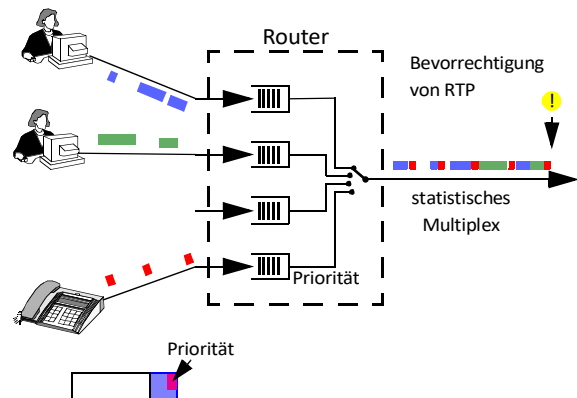 Router
Bevorrechtigung
von RTP
!
statistisches
Multiplex
Priorität
Priorität